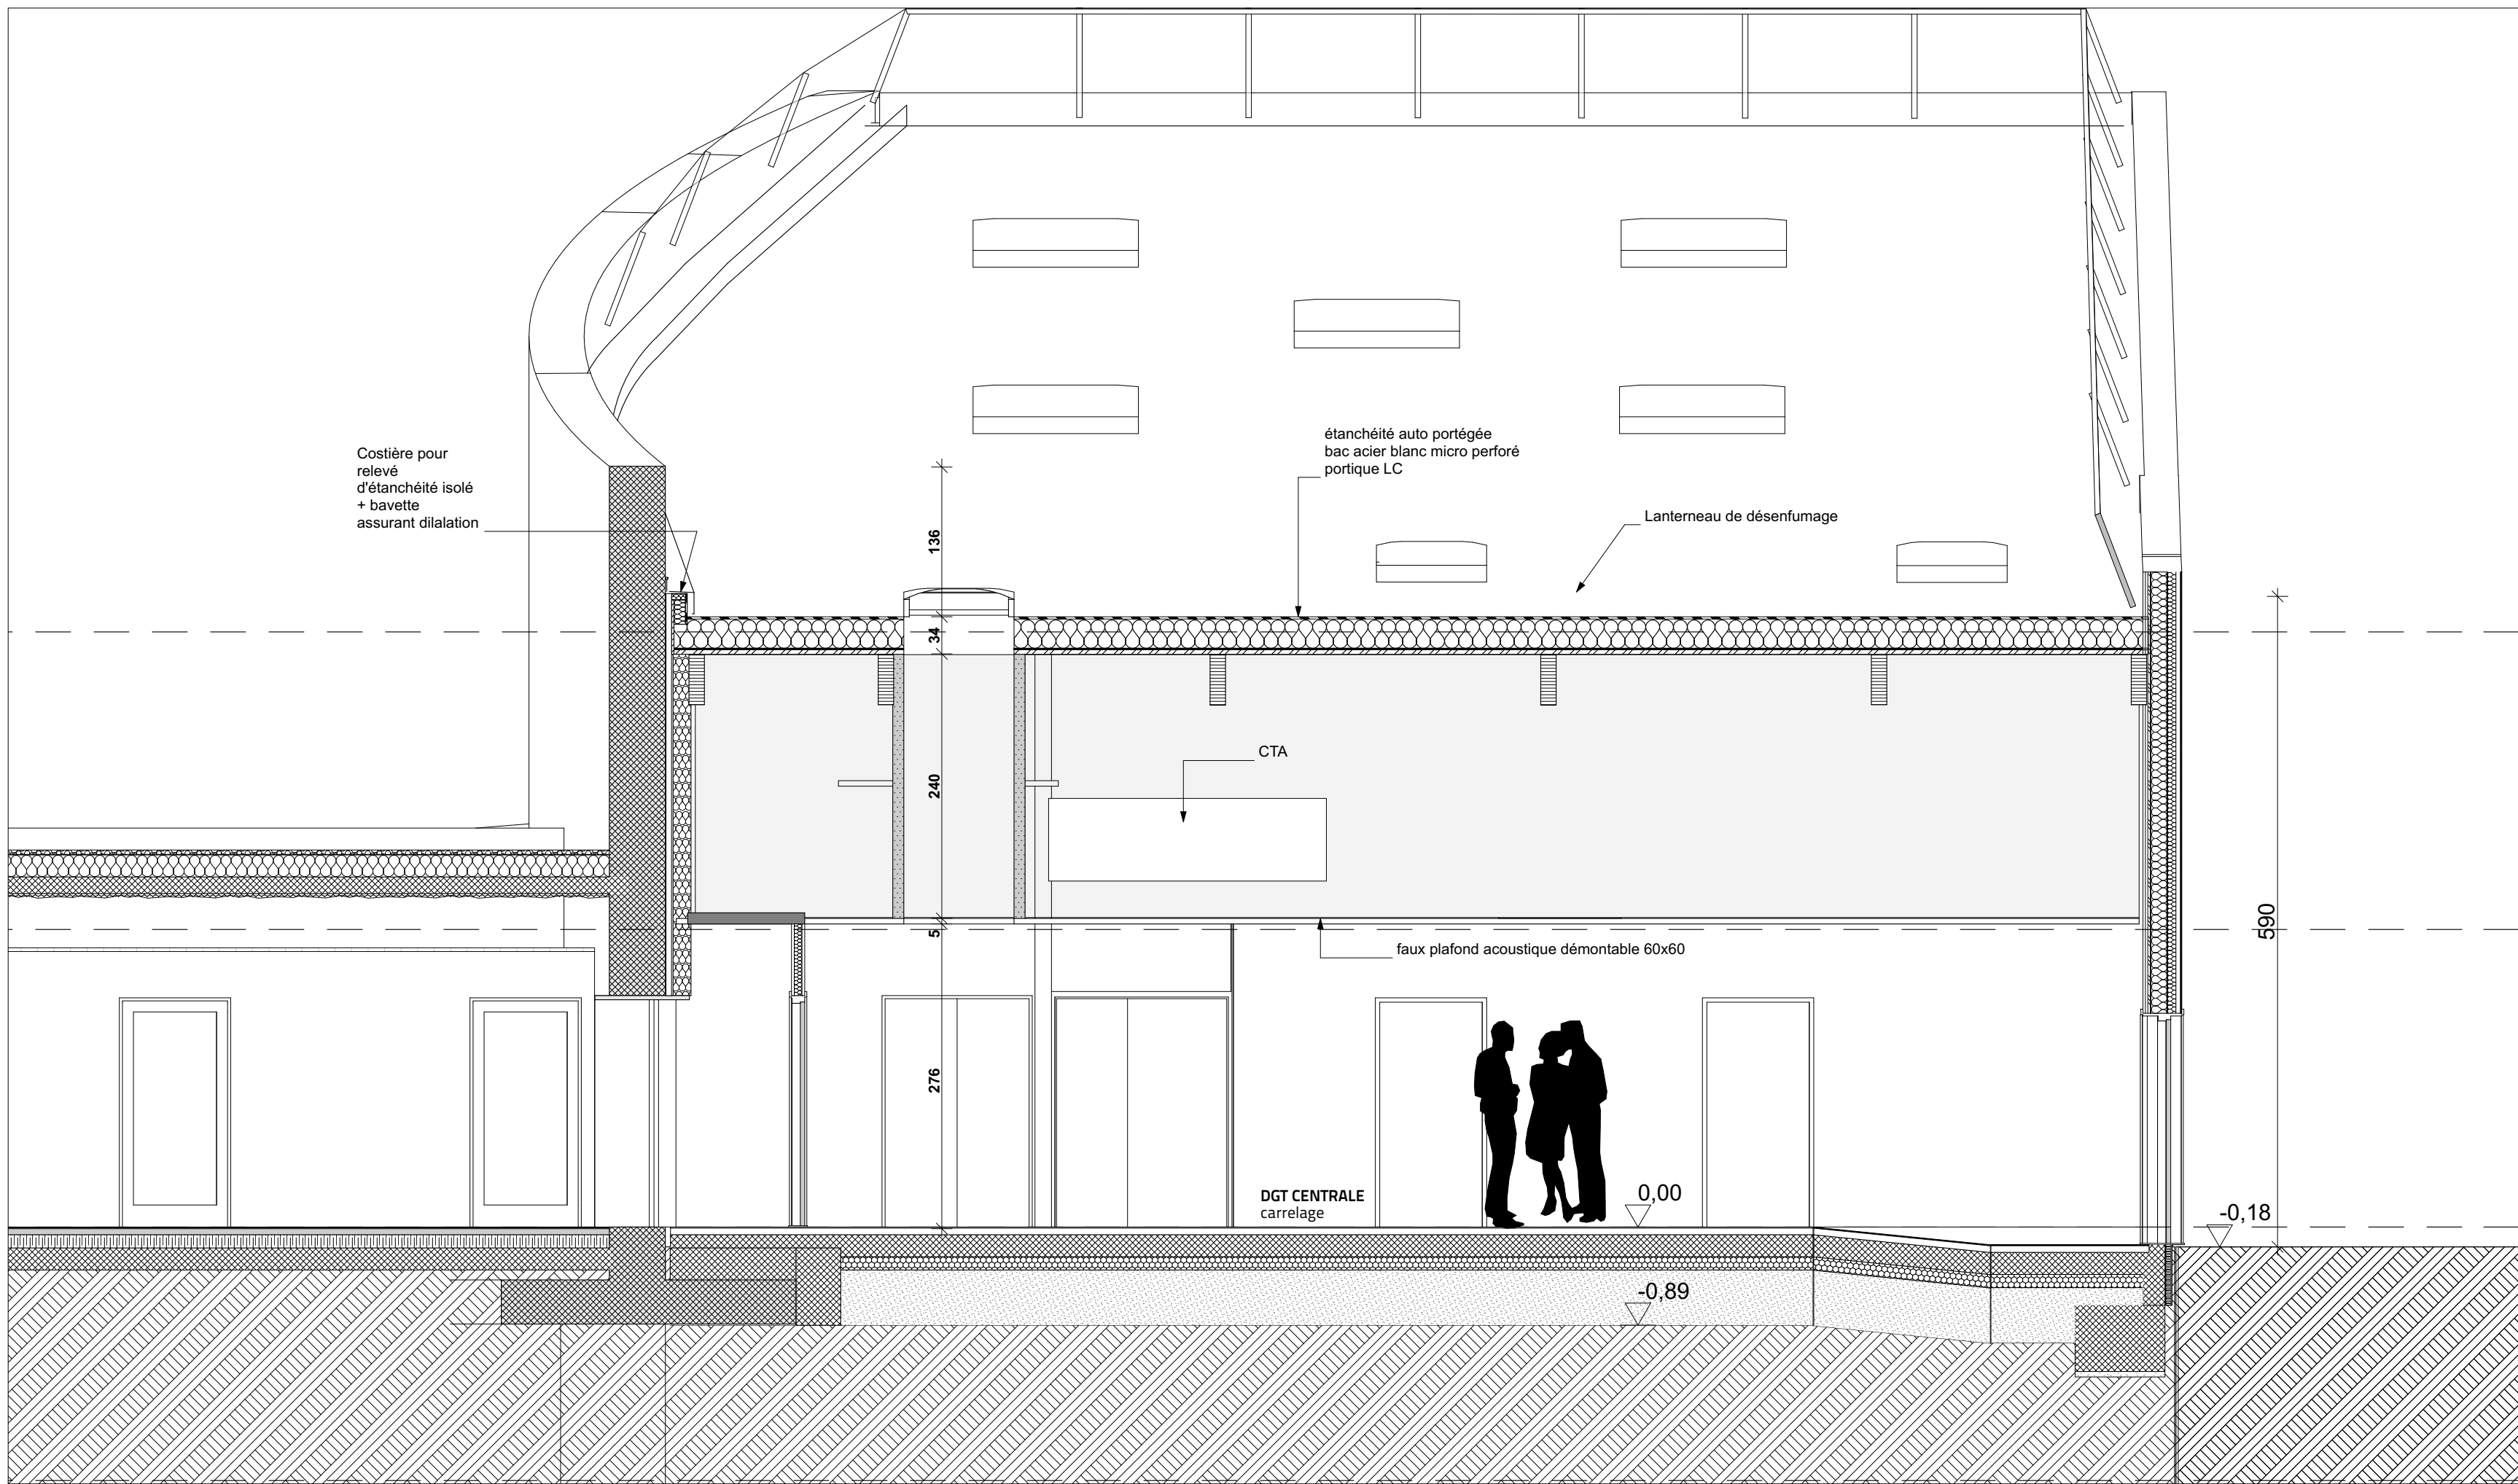 Costière pour
relevé
d'étanchéité isolé
+ bavette
assurant dilalation
étanchéité auto portégée
bac acier blanc micro perforé
portique LC
Lanterneau de désenfumage
136
34
CTA
240
5
faux plafond acoustique démontable 60x60
590
276
DGT CENTRALE
carrelage
0,00
-0,18
-0,89